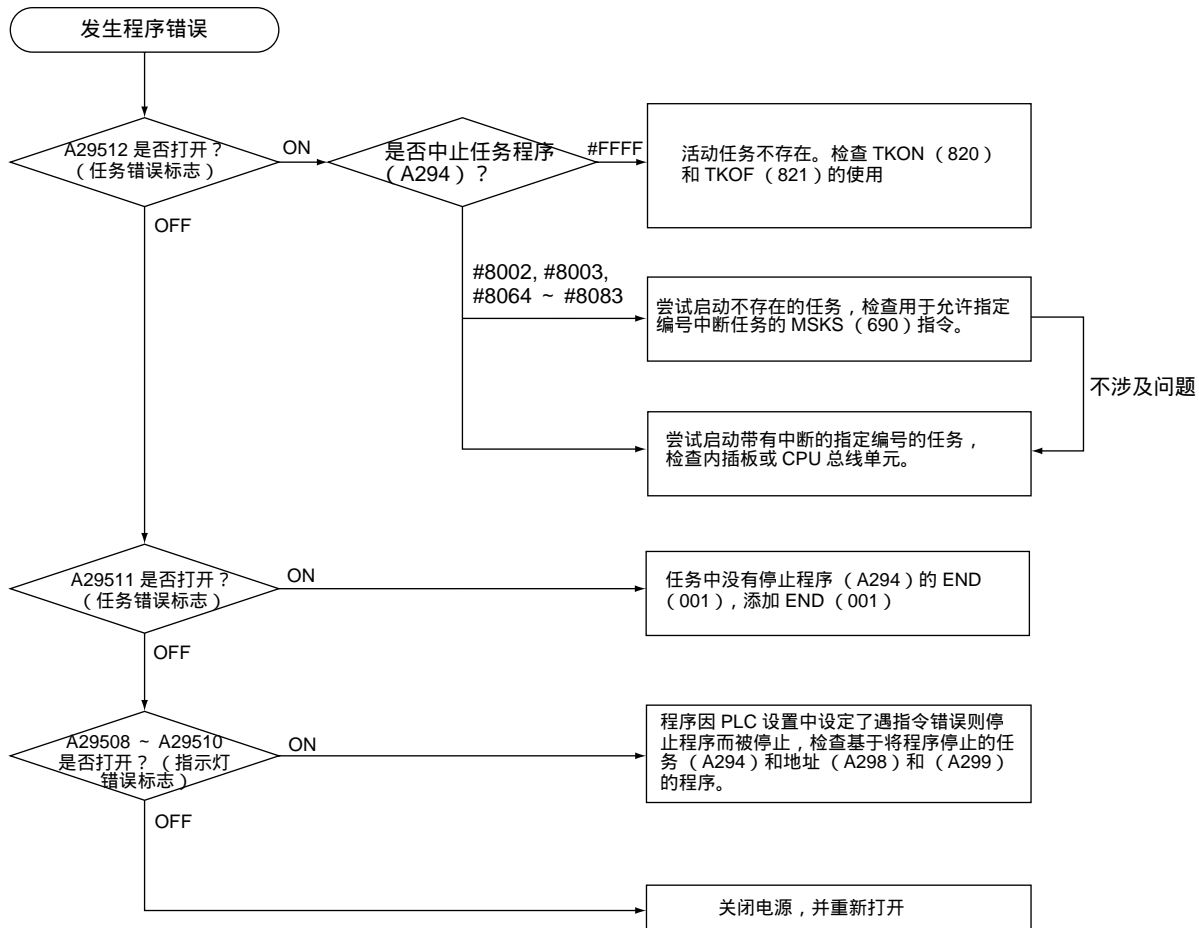 发生程序错误
A29512 是否打开？
（任务错误标志）
ON
是否中止任务程序
（A294）？
#FFFF
活动任务不存在。检查 TKON （820）
和 TKOF （821）的使用
OFF
#8002, #8003,
#8064 ~ #8083
尝试启动不存在的任务，检查用于允许指定
编号中断任务的 MSKS （690）指令。
不涉及问题
尝试启动带有中断的指定编号的任务，
检查内插板或 CPU 总线单元。
A29511 是否打开？
（任务错误标志）
ON
任务中没有停止程序 （A294）的 END
（001），添加 END （001）
OFF
A29508 ~ A29510
是否打开？（指示灯
错误标志）
ON
程序因 PLC 设置中设定了遇指令错误则停
止程序而被停止，检查基于将程序停止的任
务 （A294）和地址 （A298）和 （A299）
的程序。
OFF
关闭电源，并重新打开